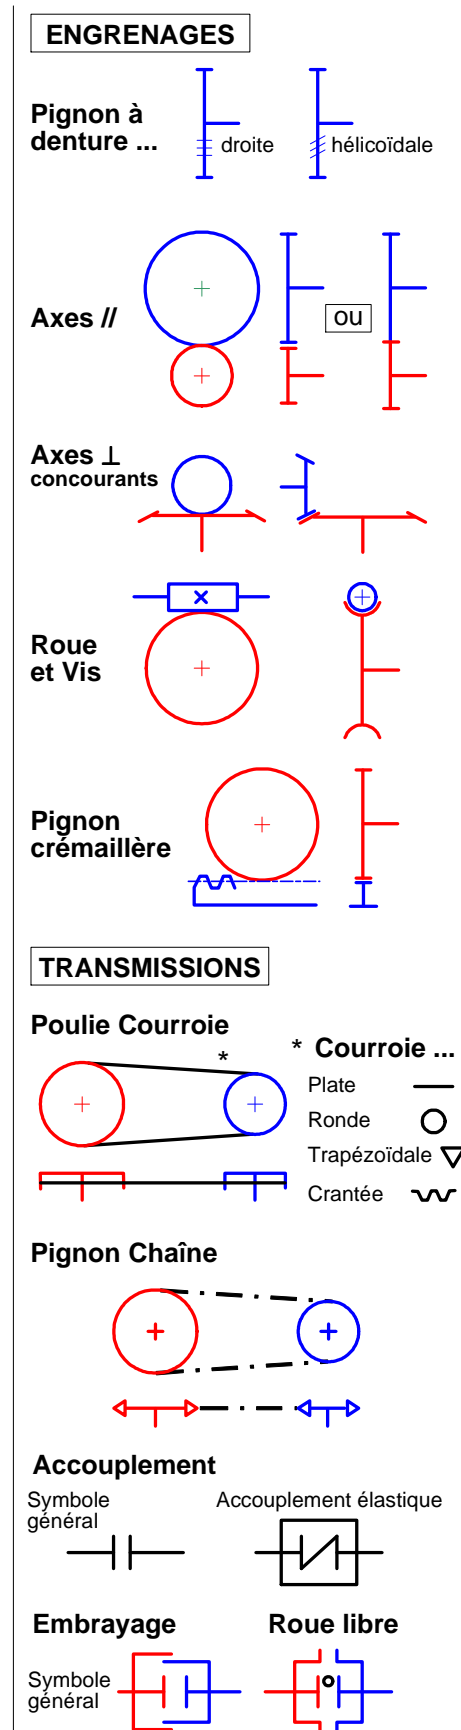 ENGRENAGES
Pignon à
denture ...
droite
hélicoïdale
Axes //
ou
Axes ⊥
concourants
Roue
et Vis
Pignon
crémaillère
TRANSMISSIONS
Poulie Courroie
*
* Courroie ...
Plate
Ronde
Trapézoïdale
Crantée
Pignon Chaîne
Accouplement
Symbole
général
Accouplement élastique
Embrayage
Roue libre
Symbole
général